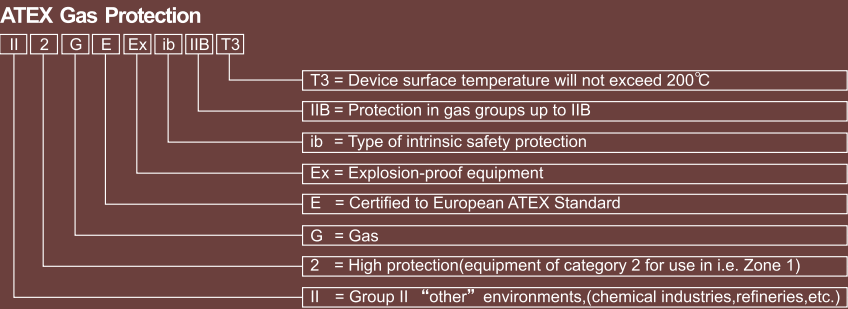 ATEX Gas Protection
II 2 G E Ex ib IIB T3
T3 = Device surface temperature will not exceed 200℃
IIB = Protection in gas groups up to IIB
ib = Type of intrinsic safety protection
Ex = Explosion-proof equipment
E = Certified to European ATEX Standard
G = Gas
2 = High protection(equipment of category 2 for use in i.e. Zone 1)
II = Group II “other” environments,(chemical industries,refineries,etc.)